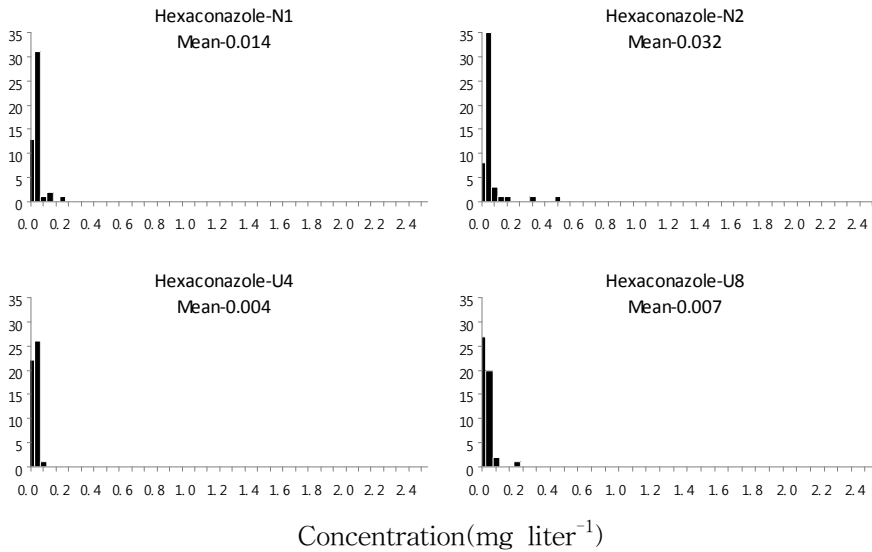 Hexaconazole-N1
Mean-0.014
35
30
25
20
15
10
5
0
0.0 0.2 0.4 0.6 0.8 1.0 1.2 1.4 1.6 1.8 2.0 2.2 2.4
Hexaconazole-N2
Mean-0.032
35
30
25
20
15
10
5
0
0.0 0.2 0.4 0.6 0.8 1.0 1.2 1.4 1.6 1.8 2.0 2.2 2.4
Hexaconazole-U4
Mean-0.004
35
30
25
20
15
10
5
0
0.0 0.2 0.4 0.6 0.8 1.0 1.2 1.4 1.6 1.8 2.0 2.2 2.4
Hexaconazole-U8
Mean-0.007
35
30
25
20
15
10
5
0
0.0 0.2 0.4 0.6 0.8 1.0 1.2 1.4 1.6 1.8 2.0 2.2 2.4
Concentration(mg liter⁻¹)